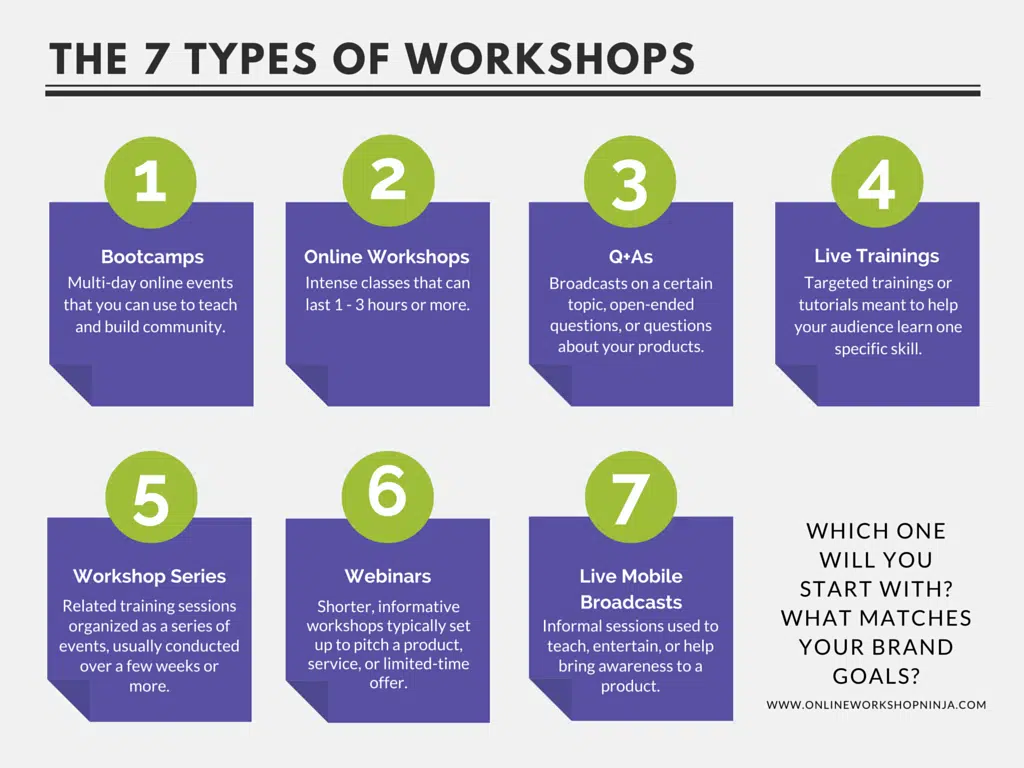 THE 7 TYPES OF WORKSHOPS
1
Bootcamps
Multi-day online events
that you can use to teach
and build community.
2
Online Workshops
Intense classes that can
last 1 - 3 hours or more.
3
Q+As
Broadcasts on a certain
topic, open-ended
questions, or questions
about your products.
4
Live Trainings
Targeted trainings or
tutorials meant to help
your audience learn one
specific skill.
5
Workshop Series
Related training sessions
organized as a series of
events, usually conducted
over a few weeks or
more.
6
Webinars
Shorter, informative
workshops typically set
up to pitch a product,
service, or limited-time
offer.
7
Live Mobile
Broadcasts
Informal sessions used to
teach, entertain, or help
bring awareness to a
product.
WHICH ONE
WILL YOU
START WITH?
WHAT MATCHES
YOUR BRAND
GOALS?
WWW.ONLINEWORKSHOPNINJA.COM